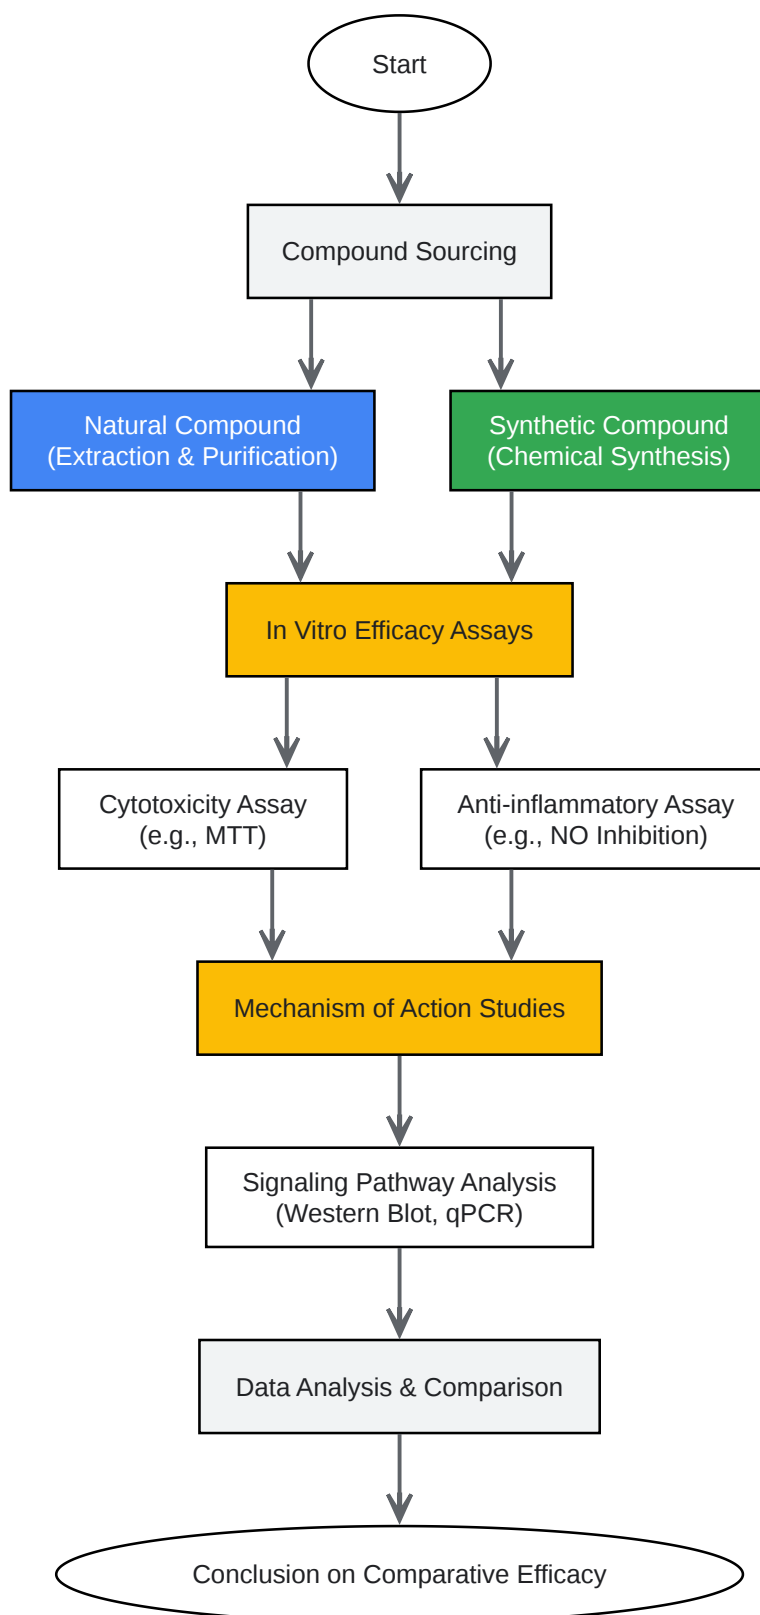 Start
Compound Sourcing
Natural Compound
(Extraction & Purification)
Synthetic Compound
(Chemical Synthesis)
In Vitro Efficacy Assays
Cytotoxicity Assay
(e.g., MTT)
Anti-inflammatory Assay
(e.g., NO Inhibition)
Mechanism of Action Studies
Signaling Pathway Analysis
(Western Blot, qPCR)
Data Analysis & Comparison
Conclusion on Comparative Efficacy